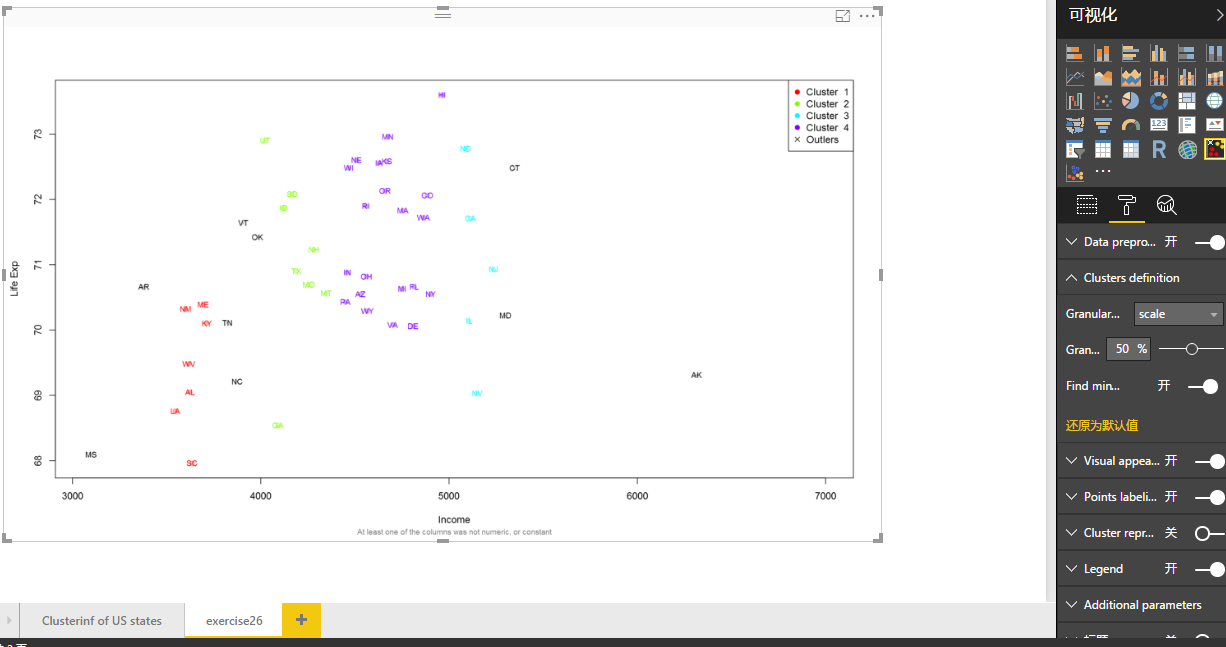 可视化
Cluster 1
Cluster 2
Cluster 3
Cluster 4
× Outliers
HI
73
UT
MN
ND
NE
KS
WI
CT
72
SD
OR
CO
ID
RI
MA
WA
CA
VT
OK
NH
71
TX
IN
OH
NJ
MO
MI
FL
AR
MT
AZ
NY
PA
NM
ME
WY
MD
70
KY
TN
VA
DE
IL
WV
AK
NC
69
AL
NV
LA
GA
MS
SC
68
Life Exp
3000 4000 5000 6000 7000
Income
At least one of the columns was not numeric, or constant
123
R
Data prepro... 开
Clusters definition
Granular... scale
Gran... 50 %
Find min... 开
还原为默认值
Visual appea... 开
Points labeli... 开
Cluster repr... 关
Legend 开
Additional parameters
Clusterinf of US states
exercise26
+